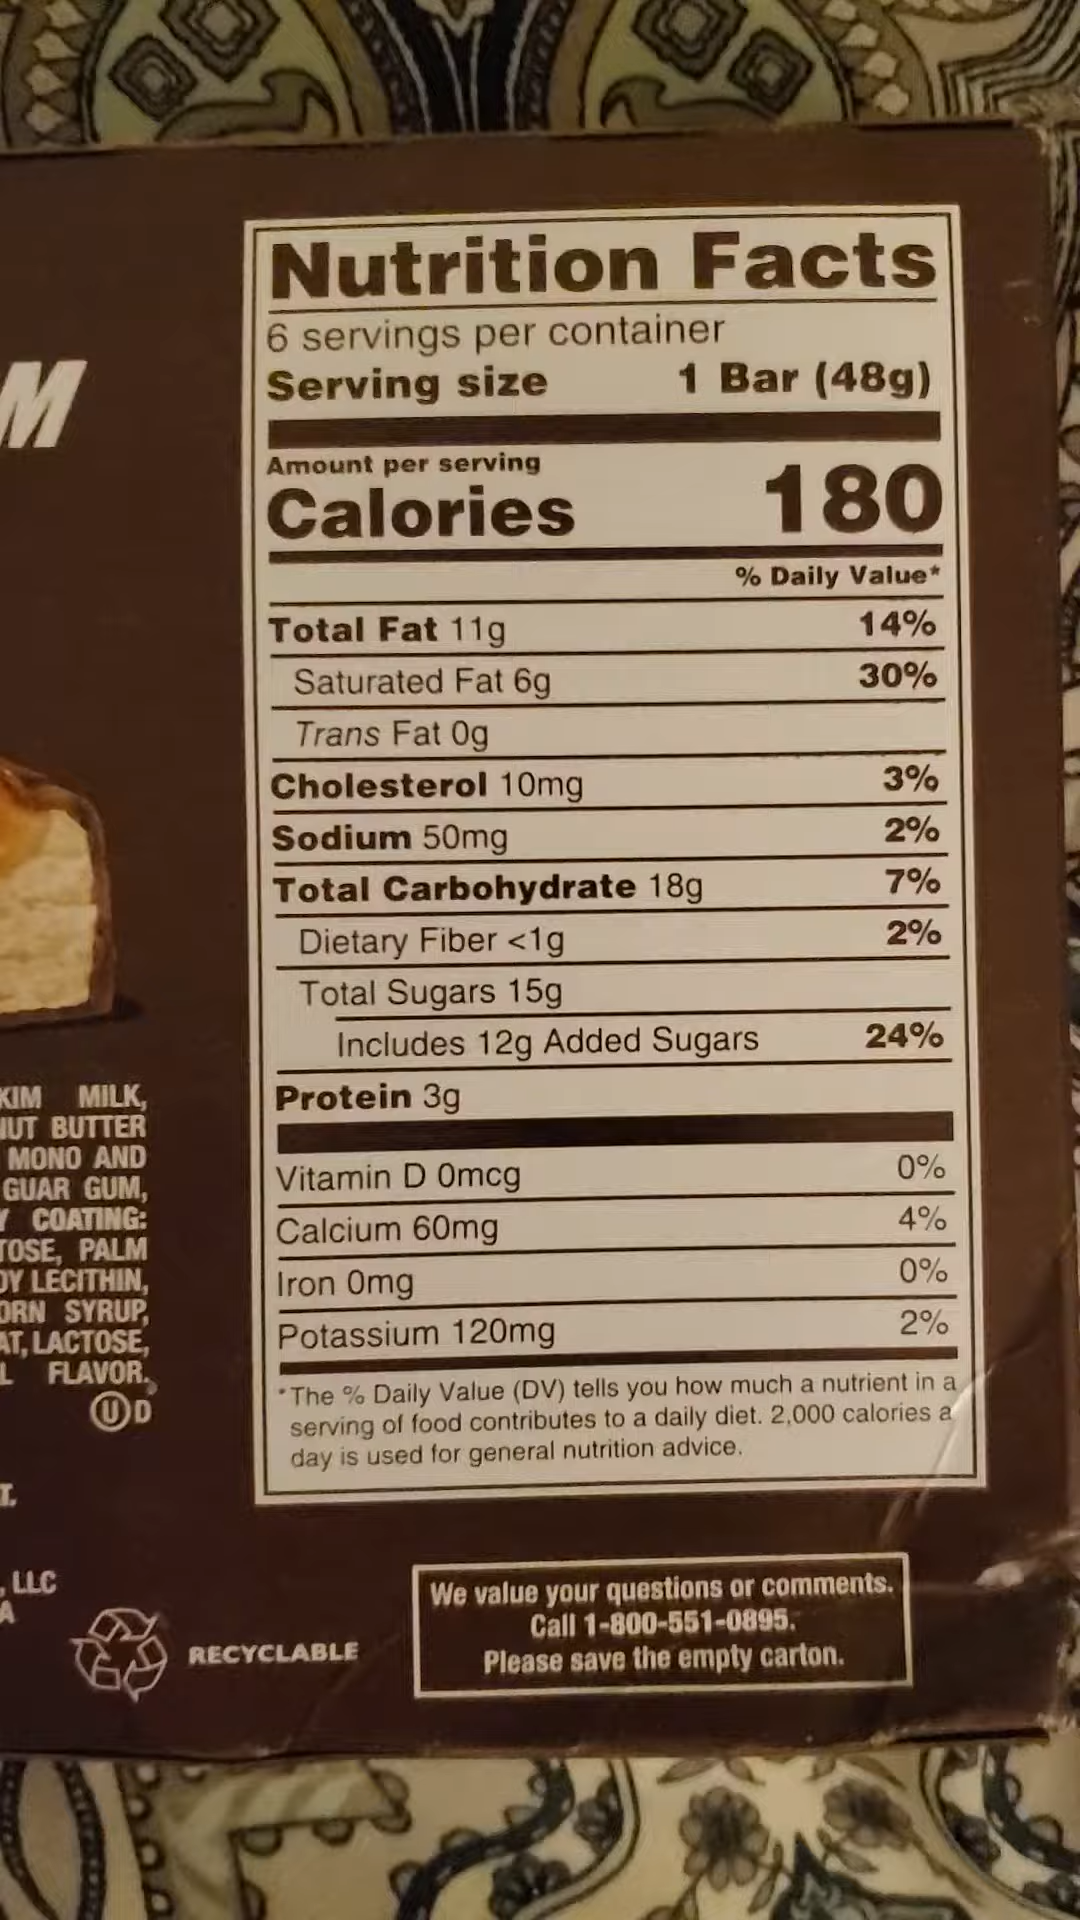 M
Nutrition Facts
6 servings per container
Serving size 1 Bar (48g)
Amount per serving
Calories 180
% Daily Value*
Total Fat 11g 14%
Saturated Fat 6g 30%
Trans Fat 0g
Cholesterol 10mg 3%
Sodium 50mg 2%
Total Carbohydrate 18g 7%
Dietary Fiber <1g 2%
Total Sugars 15g
Includes 12g Added Sugars 24%
Protein 3g
Vitamin D 0mcg 0%
Calcium 60mg 4%
Iron 0mg 0%
Potassium 120mg 2%
*The % Daily Value (DV) tells you how much a nutrient in a
serving of food contributes to a daily diet. 2,000 calories a
day is used for general nutrition advice.
KIM MILK,
NUT BUTTER
MONO AND
GUAR GUM,
Y COATING:
TOSE, PALM
OY LECITHIN,
ORN SYRUP,
AT, LACTOSE,
L FLAVOR.
U D
T.
, LLC
A
RECYCLABLE
We value your questions or comments.
Call 1-800-551-0895.
Please save the empty carton.